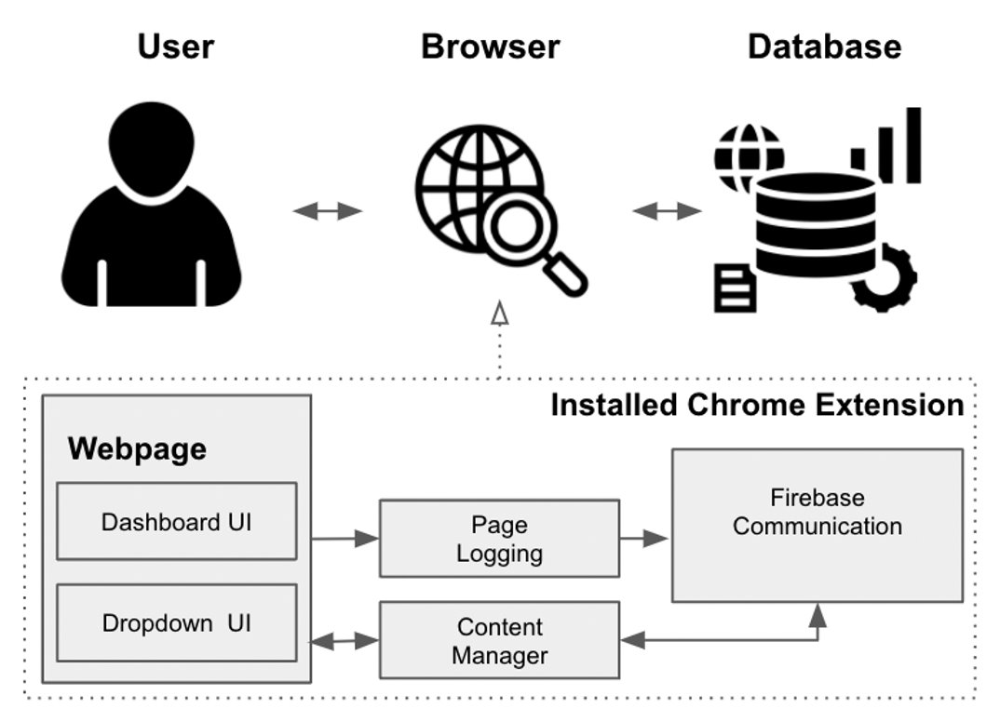 User
Browser
Database
Installed Chrome Extension
Webpage
Dashboard UI
Dropdown UI
Page
Logging
Content
Manager
Firebase
Communication